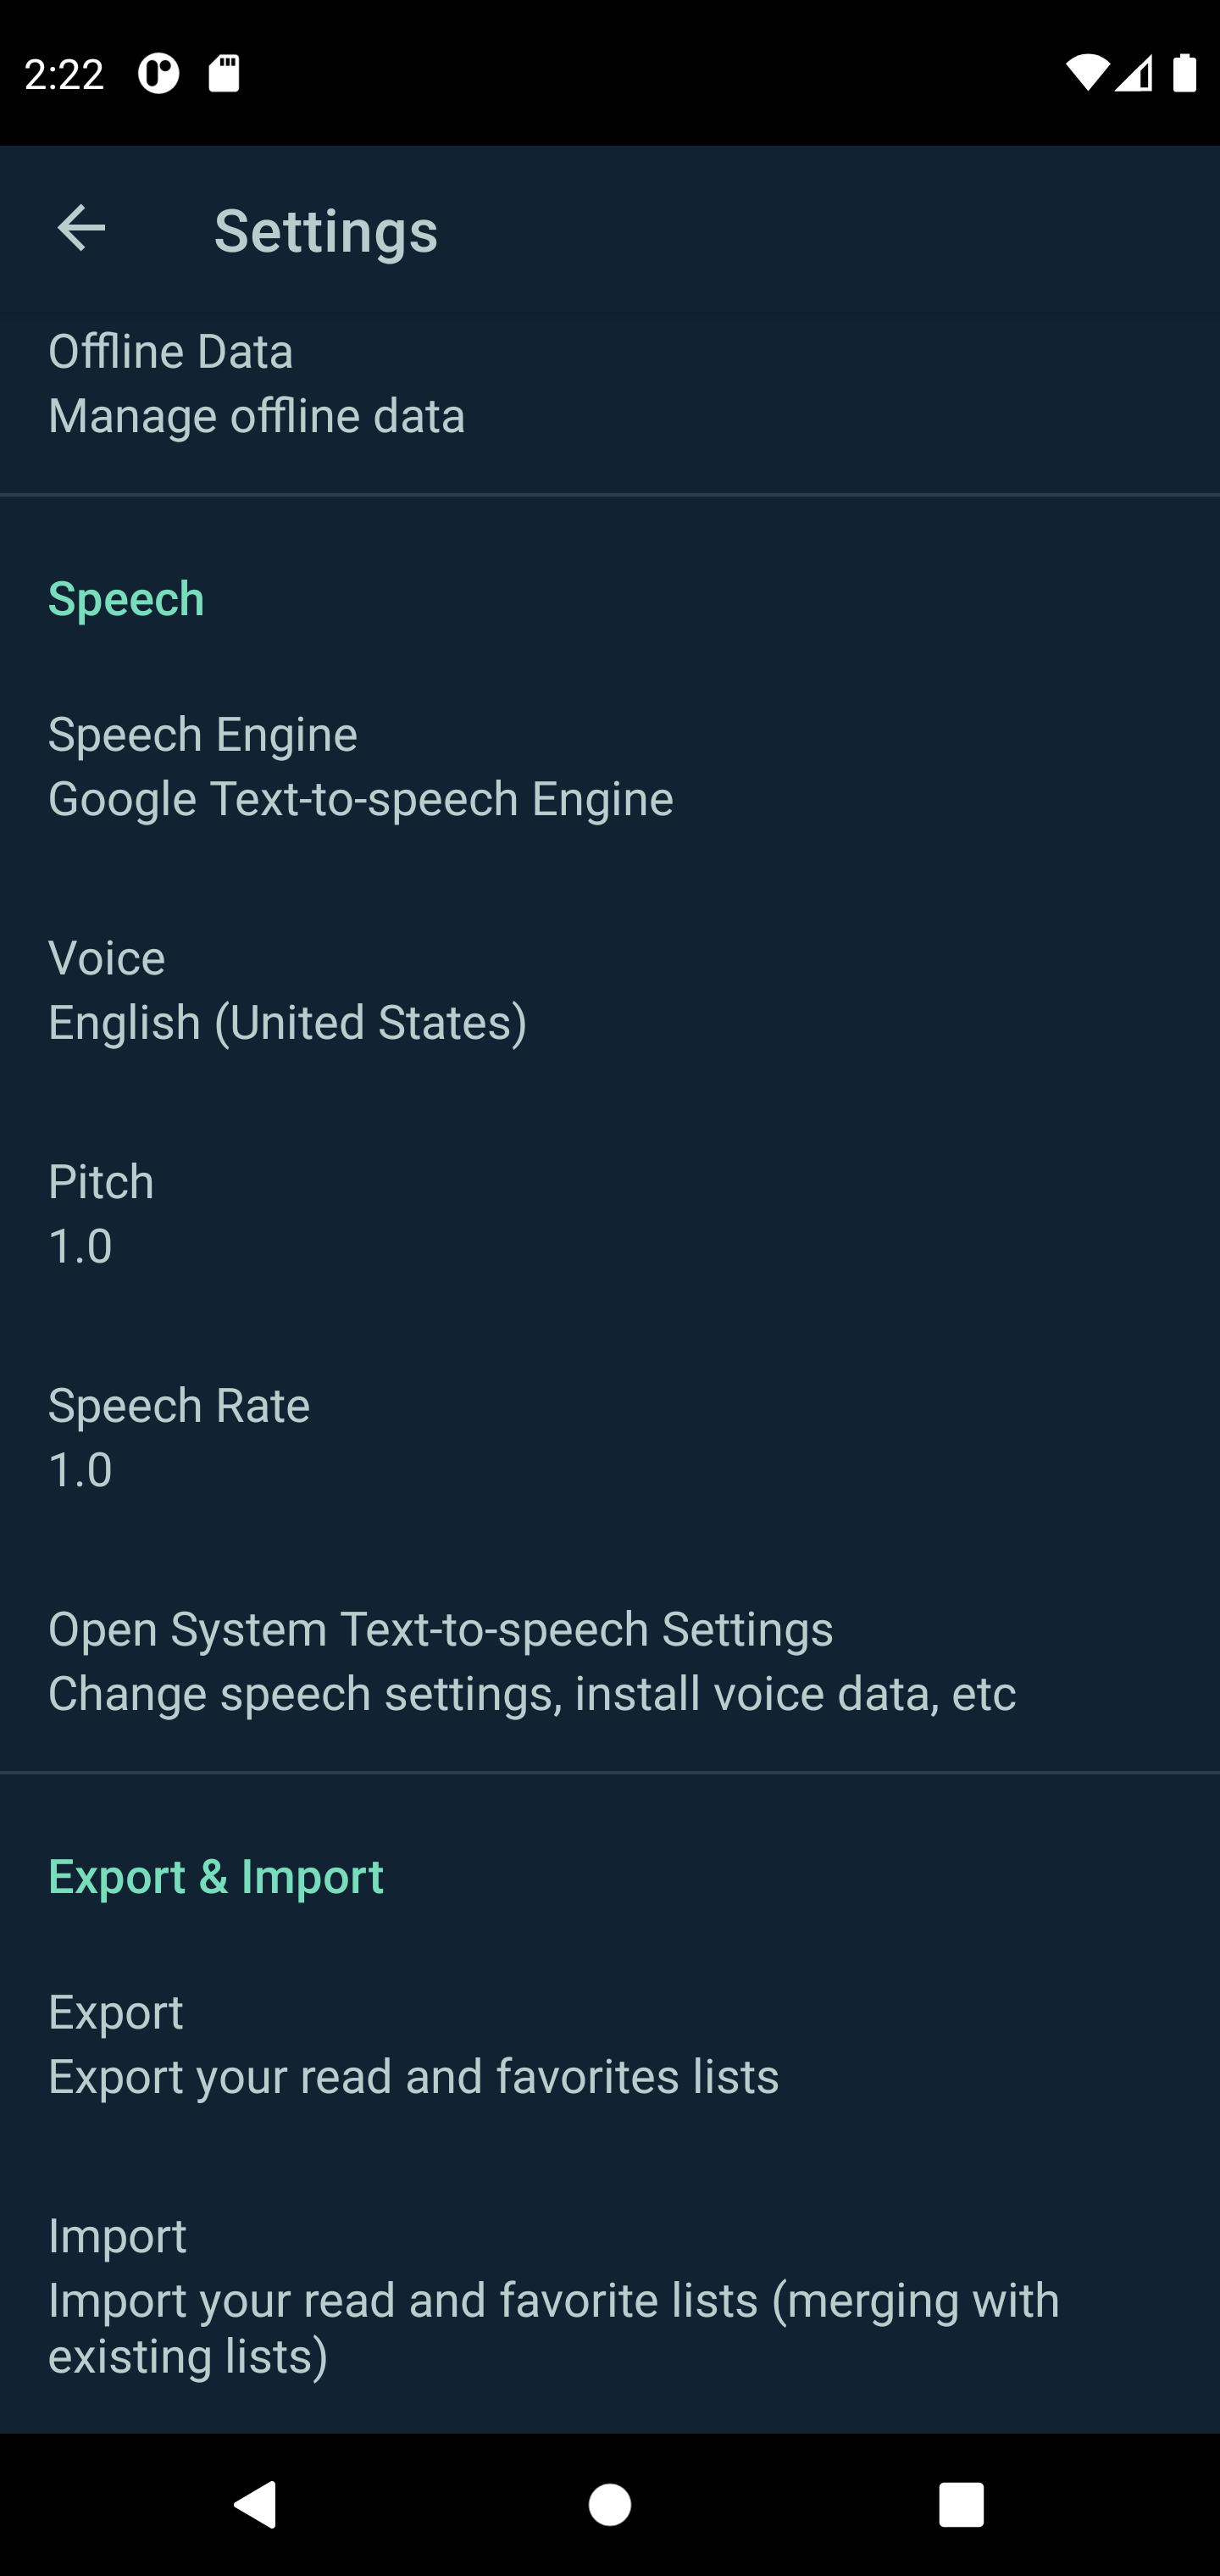 2:22
Settings
Offline Data
Manage offline data
Speech
Speech Engine
Google Text-to-speech Engine
Voice
English (United States)
Pitch
1.0
Speech Rate
1.0
Open System Text-to-speech Settings
Change speech settings, install voice data, etc
Export & Import
Export
Export your read and favorites lists
Import
Import your read and favorite lists (merging with
existing lists)